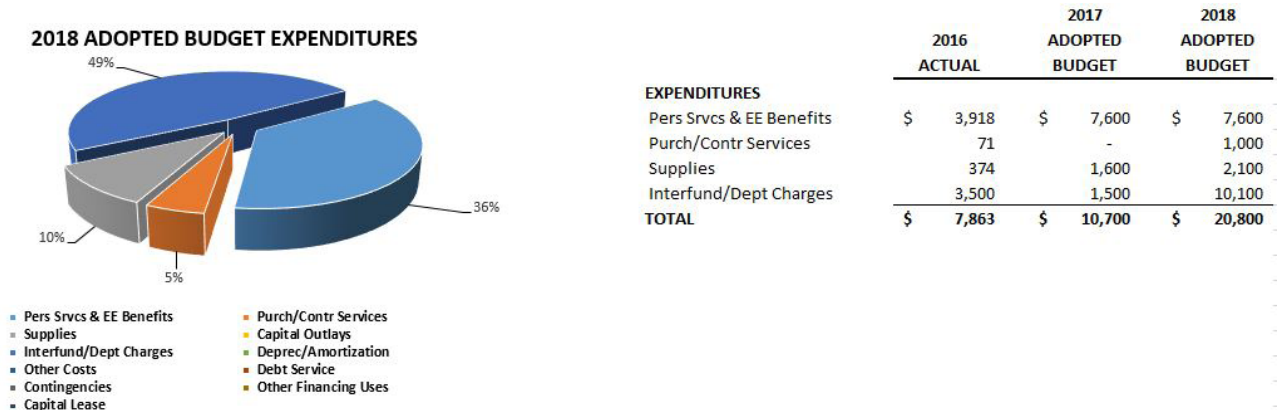 2018 ADOPTED BUDGET EXPENDITURES
49%
36%
10%
5%
Pers Srvcs & EE Benefits Purch/Contr Services
Supplies Capital Outlays
Interfund/Dept Charges Deprec/Amortization
Other Costs Debt Service
Contingencies Other Financing Uses
Capital Lease
2017 2018
2016 ADOPTED ADOPTED
ACTUAL BUDGET BUDGET
EXPENDITURES
Pers Srvcs & EE Benefits $ 3,918 $ 7,600 $ 7,600
Purch/Contr Services 71 - 1,000
Supplies 374 1,600 2,100
Interfund/Dept Charges 3,500 1,500 10,100
TOTAL $ 7,863 $ 10,700 $ 20,800